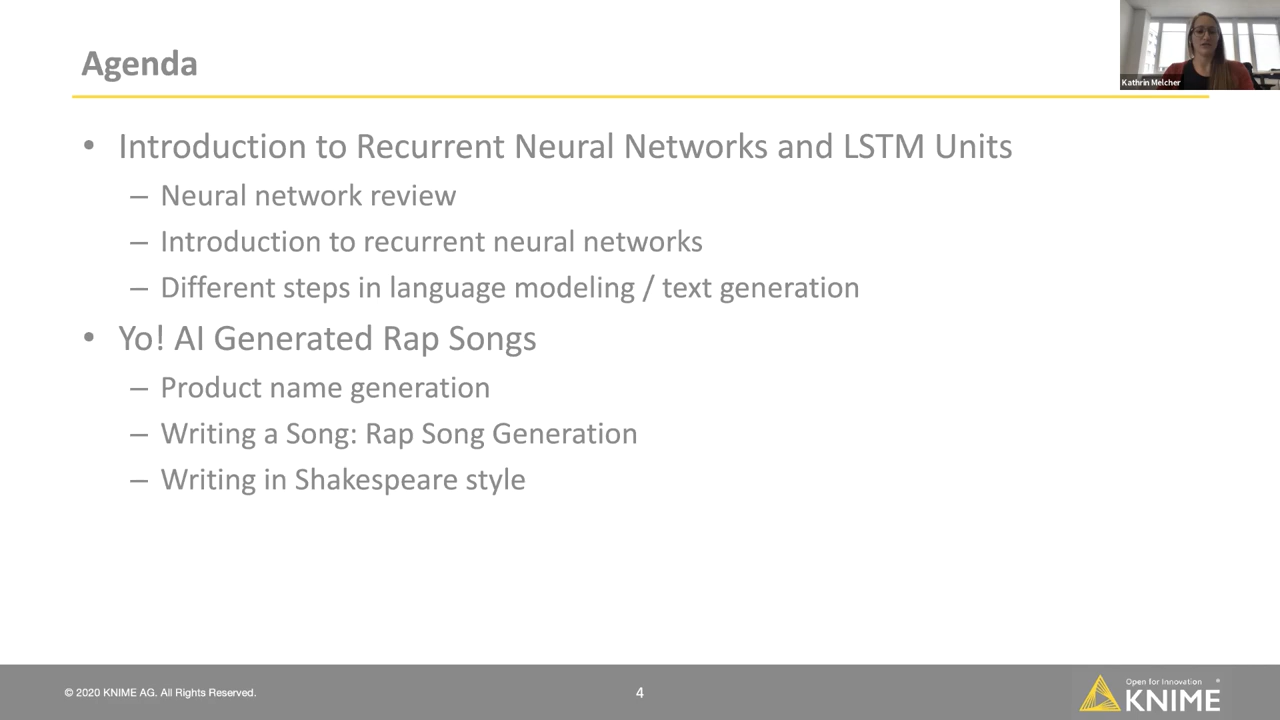 Agenda
Kathrin Melcher
• Introduction to Recurrent Neural Networks and LSTM Units
– Neural network review
– Introduction to recurrent neural networks
– Different steps in language modeling / text generation
• Yo! AI Generated Rap Songs
– Product name generation
– Writing a Song: Rap Song Generation
– Writing in Shakespeare style
© 2020 KNIME AG. All Rights Reserved.
4
Open for Innovation ®
KNIME